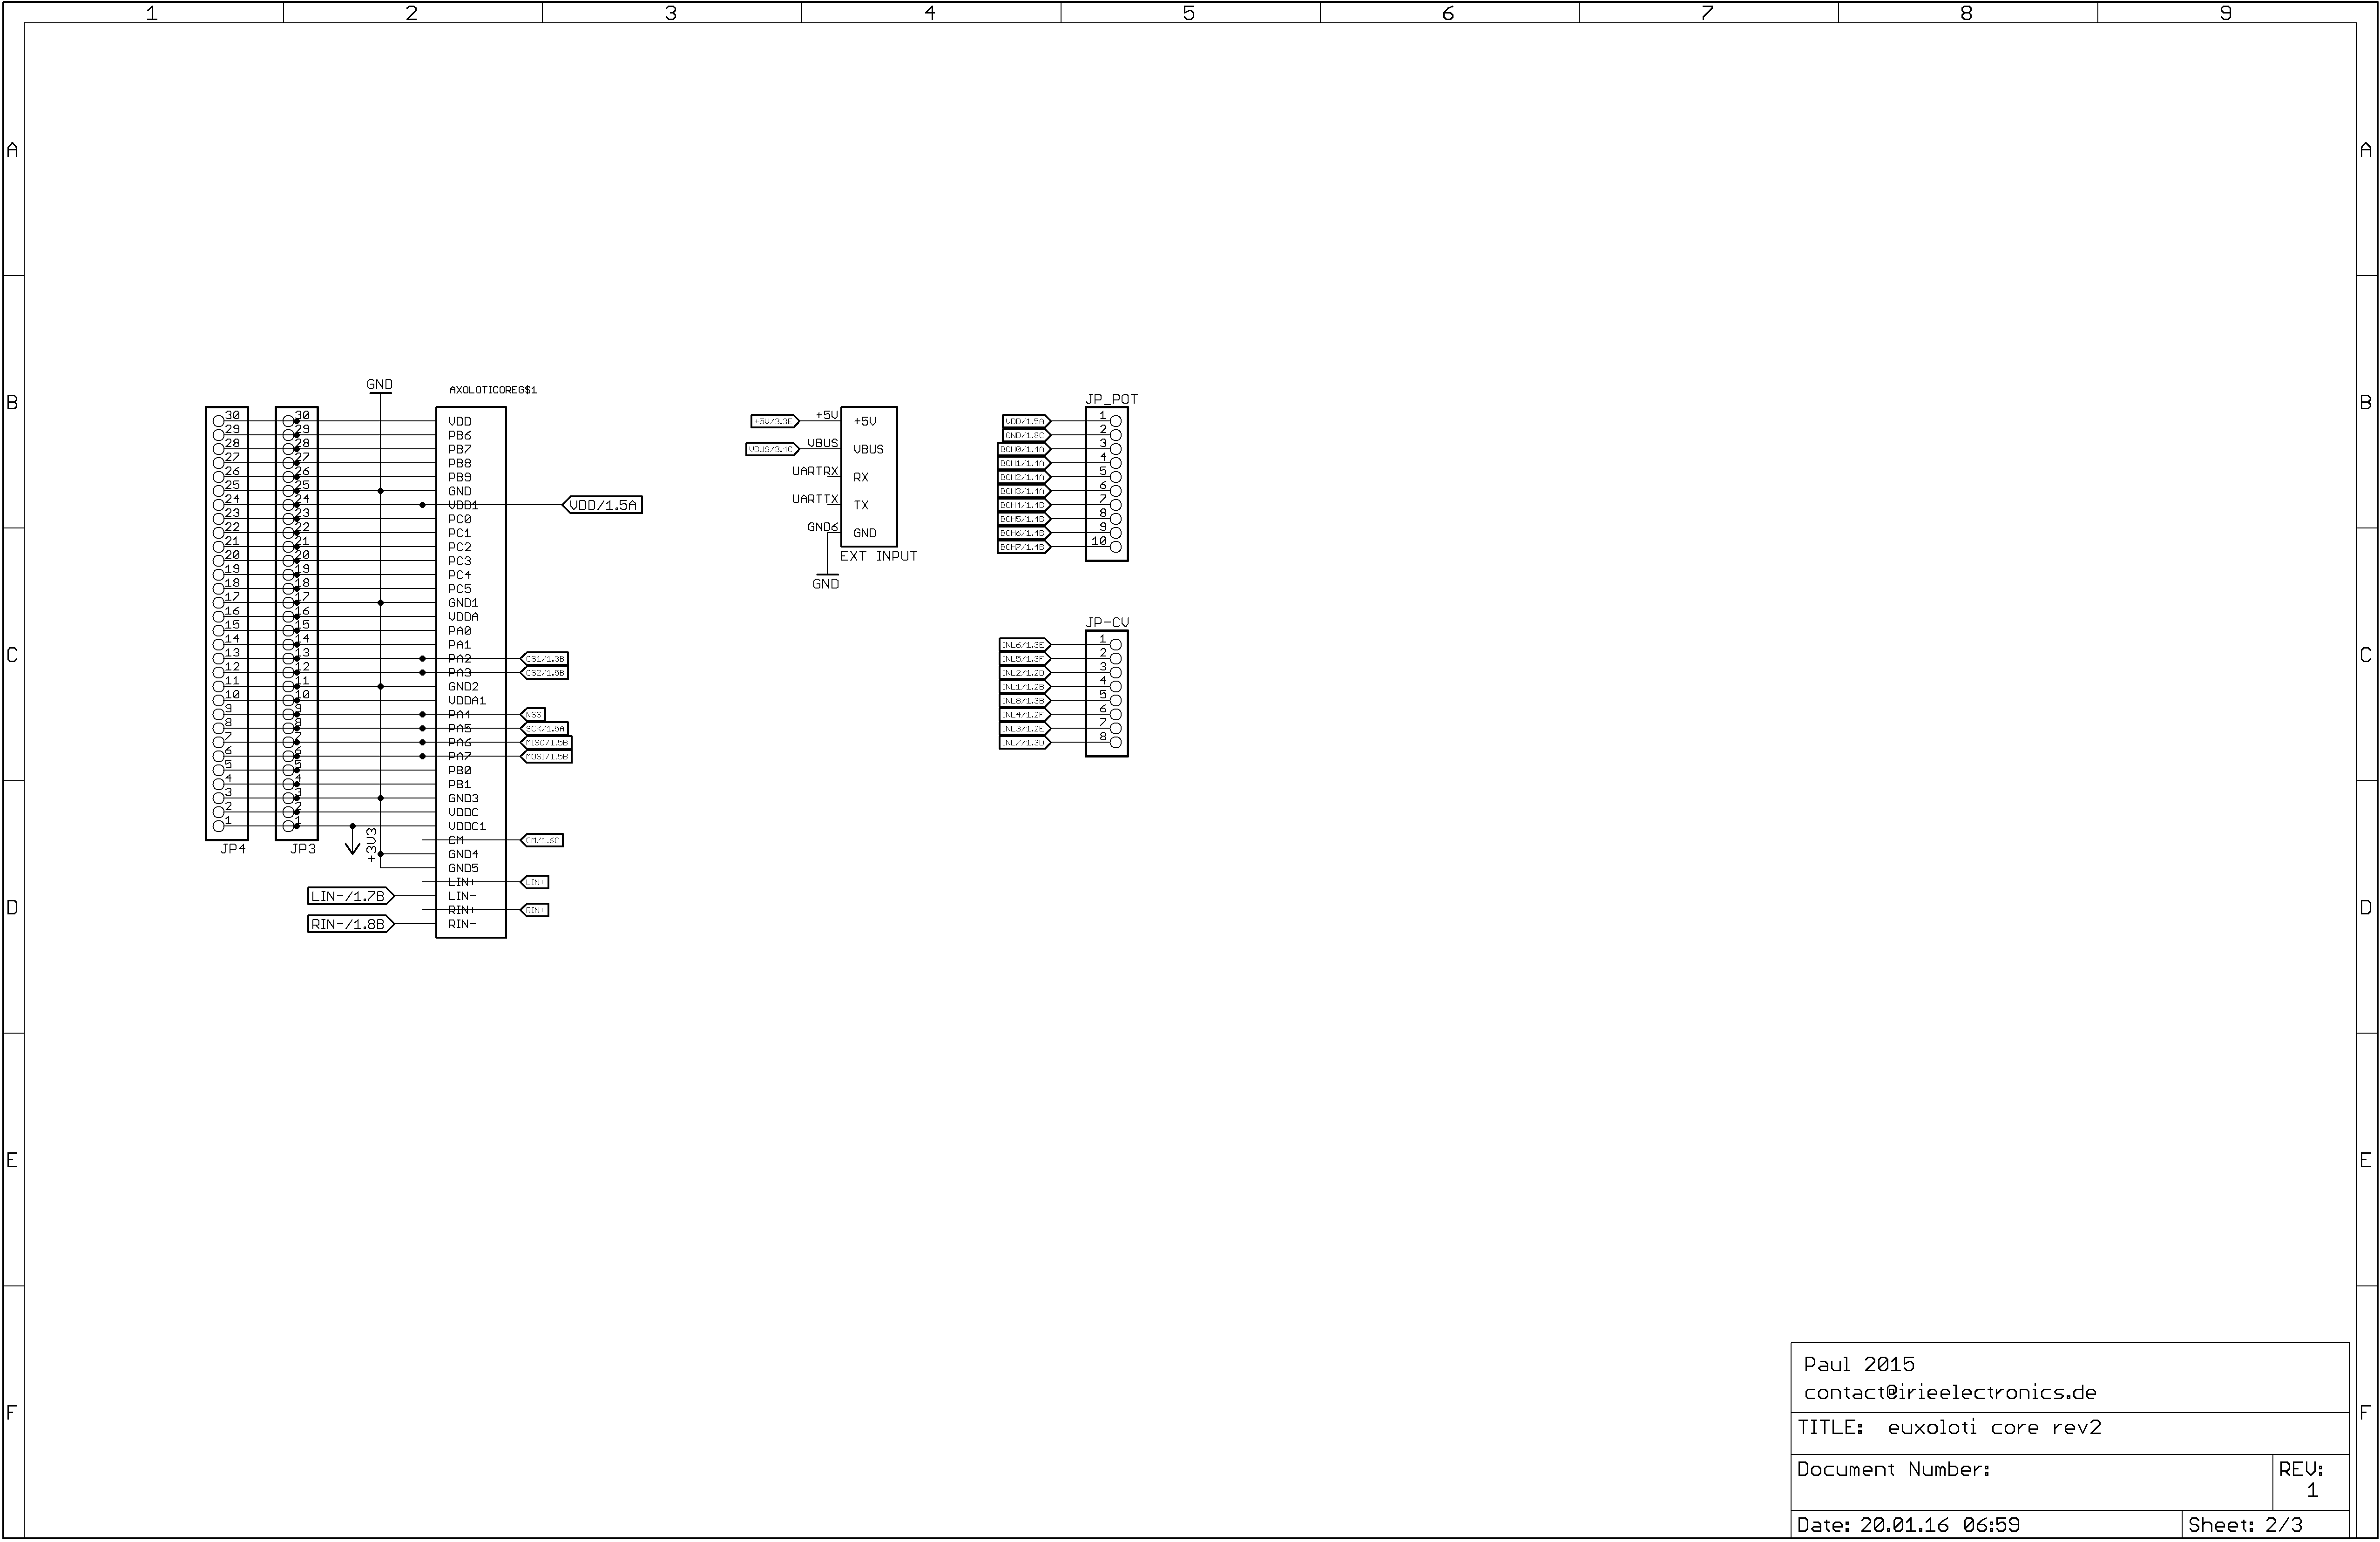 1 2 3 4 5 6 7 8 9
A A
B B
C C
D D
E E
F F
GND
AXOLOTICOREG$1
30 30 VDD
29 29 PB6
28 28 PB7
27 27 PB8
26 26 PB9
25 25 GND
24 24 VDD1 VDD/1.5A
23 23 PC0
22 22 PC1
21 21 PC2
20 20 PC3
19 19 PC4
18 18 PC5
17 17 GND1
16 16 VDDA
15 15 PA0
14 14 PA1
13 13 PA2 CS1/1.3B
12 12 PA3 CS2/1.5B
11 11 GND2
10 10 VDDA1
9 9 PA4 NSS
8 8 PA5 SCK/1.5A
7 7 PA6 MISO/1.5B
6 6 PA7 MOSI/1.5B
5 5 PB0
4 4 PB1
3 3 GND3
2 2 VDDC
1 1 VDDC1
CM CM/1.6C
JP4 JP3 +3V3 GND4
GND5
LIN+ LIN+
LIN-/1.7B LIN-
RIN+ RIN+
RIN-/1.8B RIN-
+5V/3.3E +5V +5V
VBUS/3.4C VBUS VBUS
UARTRX RX
UARTTX TX
GND6 GND
EXT INPUT
GND
JP_POT
VDD/1.5A 1
GND/1.8C 2
BCH0/1.4A 3
BCH1/1.4A 4
BCH2/1.4A 5
BCH3/1.4A 6
BCH4/1.4B 7
BCH5/1.4B 8
BCH6/1.4B 9
BCH7/1.4B 10
JP-CV
INL6/1.3E 1
INL5/1.3F 2
INL2/1.2D 3
INL1/1.2B 4
INL8/1.3B 5
INL4/1.2F 6
INL3/1.2E 7
INL7/1.3D 8
Paul 2015
contact@irieelectronics.de
TITLE: euxoloti core rev2
Document Number:
REV:
1
Date: 20.01.16 06:59
Sheet: 2/3